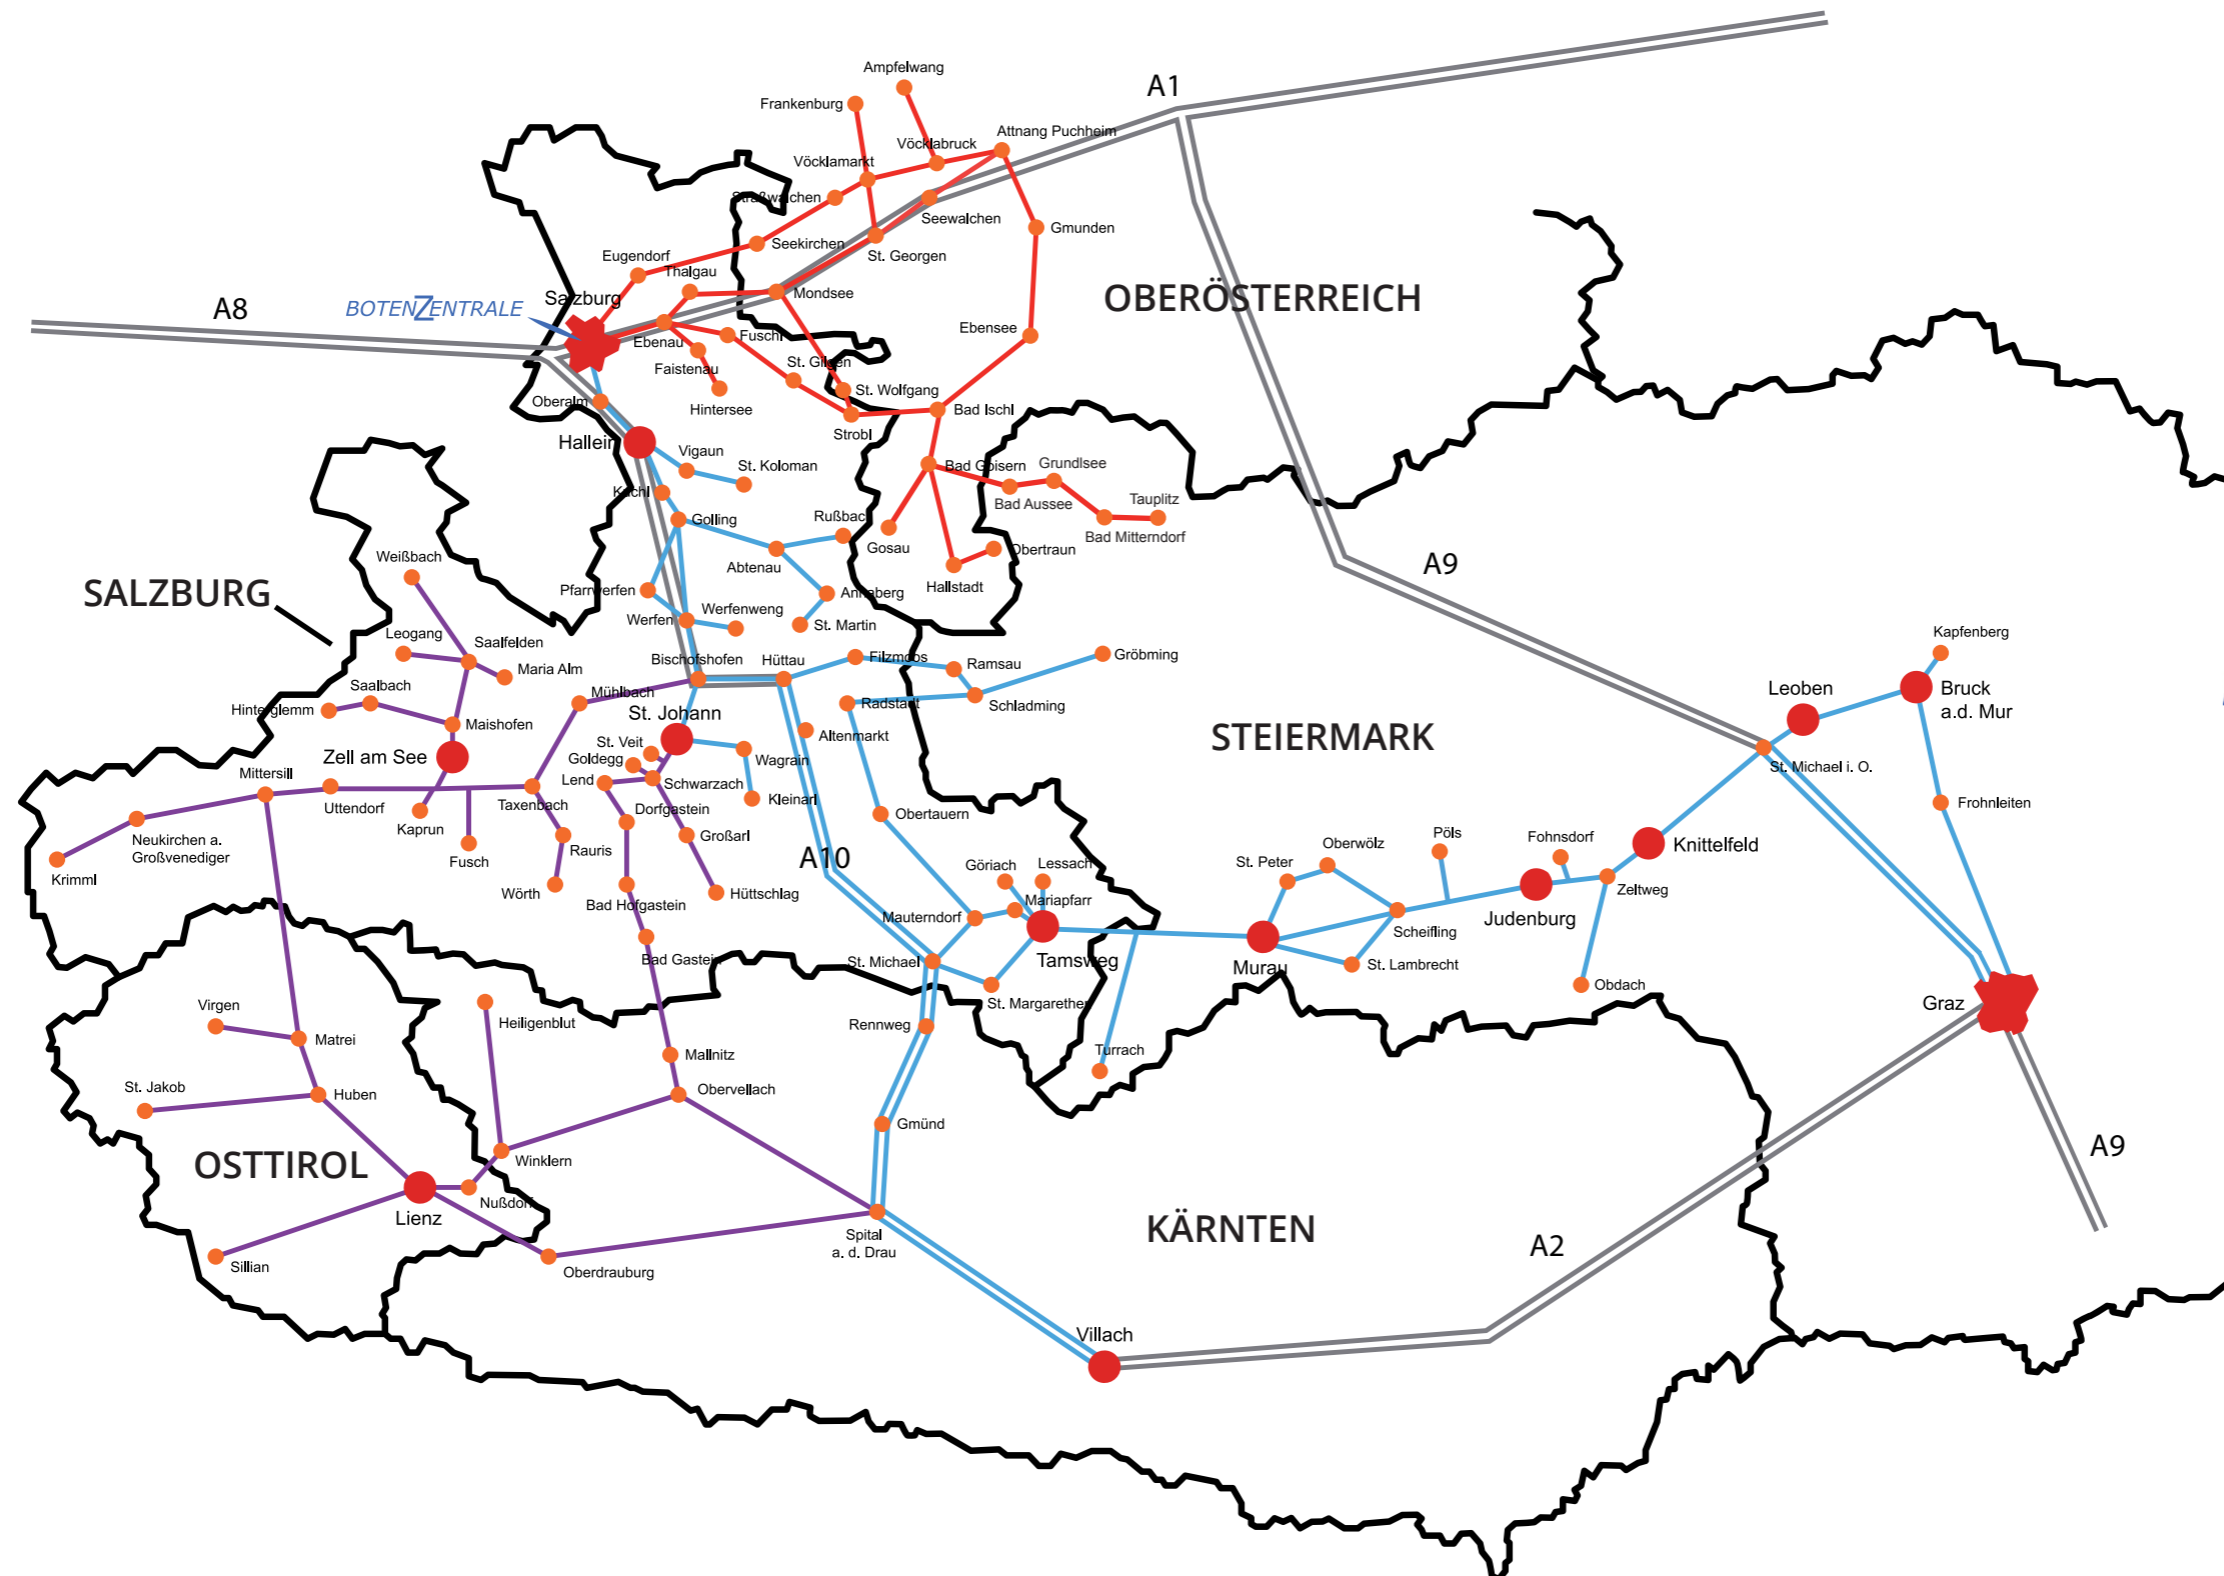 Ampfelwang
A1
Frankenburg
Attnang Puchheim
Vöcklabruck
Vöcklamarkt
Straßwalchen
Seewalchen
Gmunden
Seekirchen
St. Georgen
Eugendorf
Thalgau
Mondsee
OBERÖSTERREICH
Salzburg
A8
BOTENZENTRALE
Ebensee
Fuschl
Ebenau
St. Gilgen
Faistenau
St. Wolfgang
Oberalm
Hintersee
Bad Ischl
Strobl
Hallein
Vigaun
St. Koloman
Bad Goisern
Grundlsee
Kuchl
Bad Aussee
Tauplitz
Golling
Rußbach
Bad Mitterndorf
Gosau
Obertraun
Weißbach
Abtenau
A9
Hallstadt
SALZBURG
Pfarrwerfen
Annaberg
Werfenweng
Werfen
St. Martin
Leogang
Saalfelden
Kapfenberg
Bischofshofen
Hüttau
Filzmoos
Ramsau
Gröbming
Maria Alm
Saalbach
Mühlbach
Leoben
Bruck
a.d. Mur
Hinterglemm
Maishofen
St. Johann
Radstadt
Schladming
Altenmarkt
STEIERMARK
St. Veit
Zell am See
Goldegg
Wagrain
St. Michael i. O.
Mittersill
Lend
Schwarzach
Uttendorf
Taxenbach
Kleinarl
Frohnleiten
Dorfgastein
Obertauern
Kaprun
Neukirchen a.
Großvenediger
Großarl
Pöls
Fohnsdorf
Knittelfeld
Rauris
Fusch
A10
Oberwölz
Krimml
Göriach
Lessach
St. Peter
Wörth
Hüttschlag
Zeltweg
Bad Hofgastein
Mariapfarr
Mauterndorf
Judenburg
Scheifling
Bad Gastein
St. Michael
Tamsweg
Murau
St. Lambrecht
Obdach
St. Margarethen
Graz
Virgen
Heiligenblut
Rennweg
Matrei
Turrach
Mallnitz
St. Jakob
Huben
Obervellach
Gmünd
A9
OSTTIROL
Winklern
Nußdorf
Lienz
KÄRNTEN
Spital
a. d. Drau
A2
Sillian
Oberdrauburg
Villach